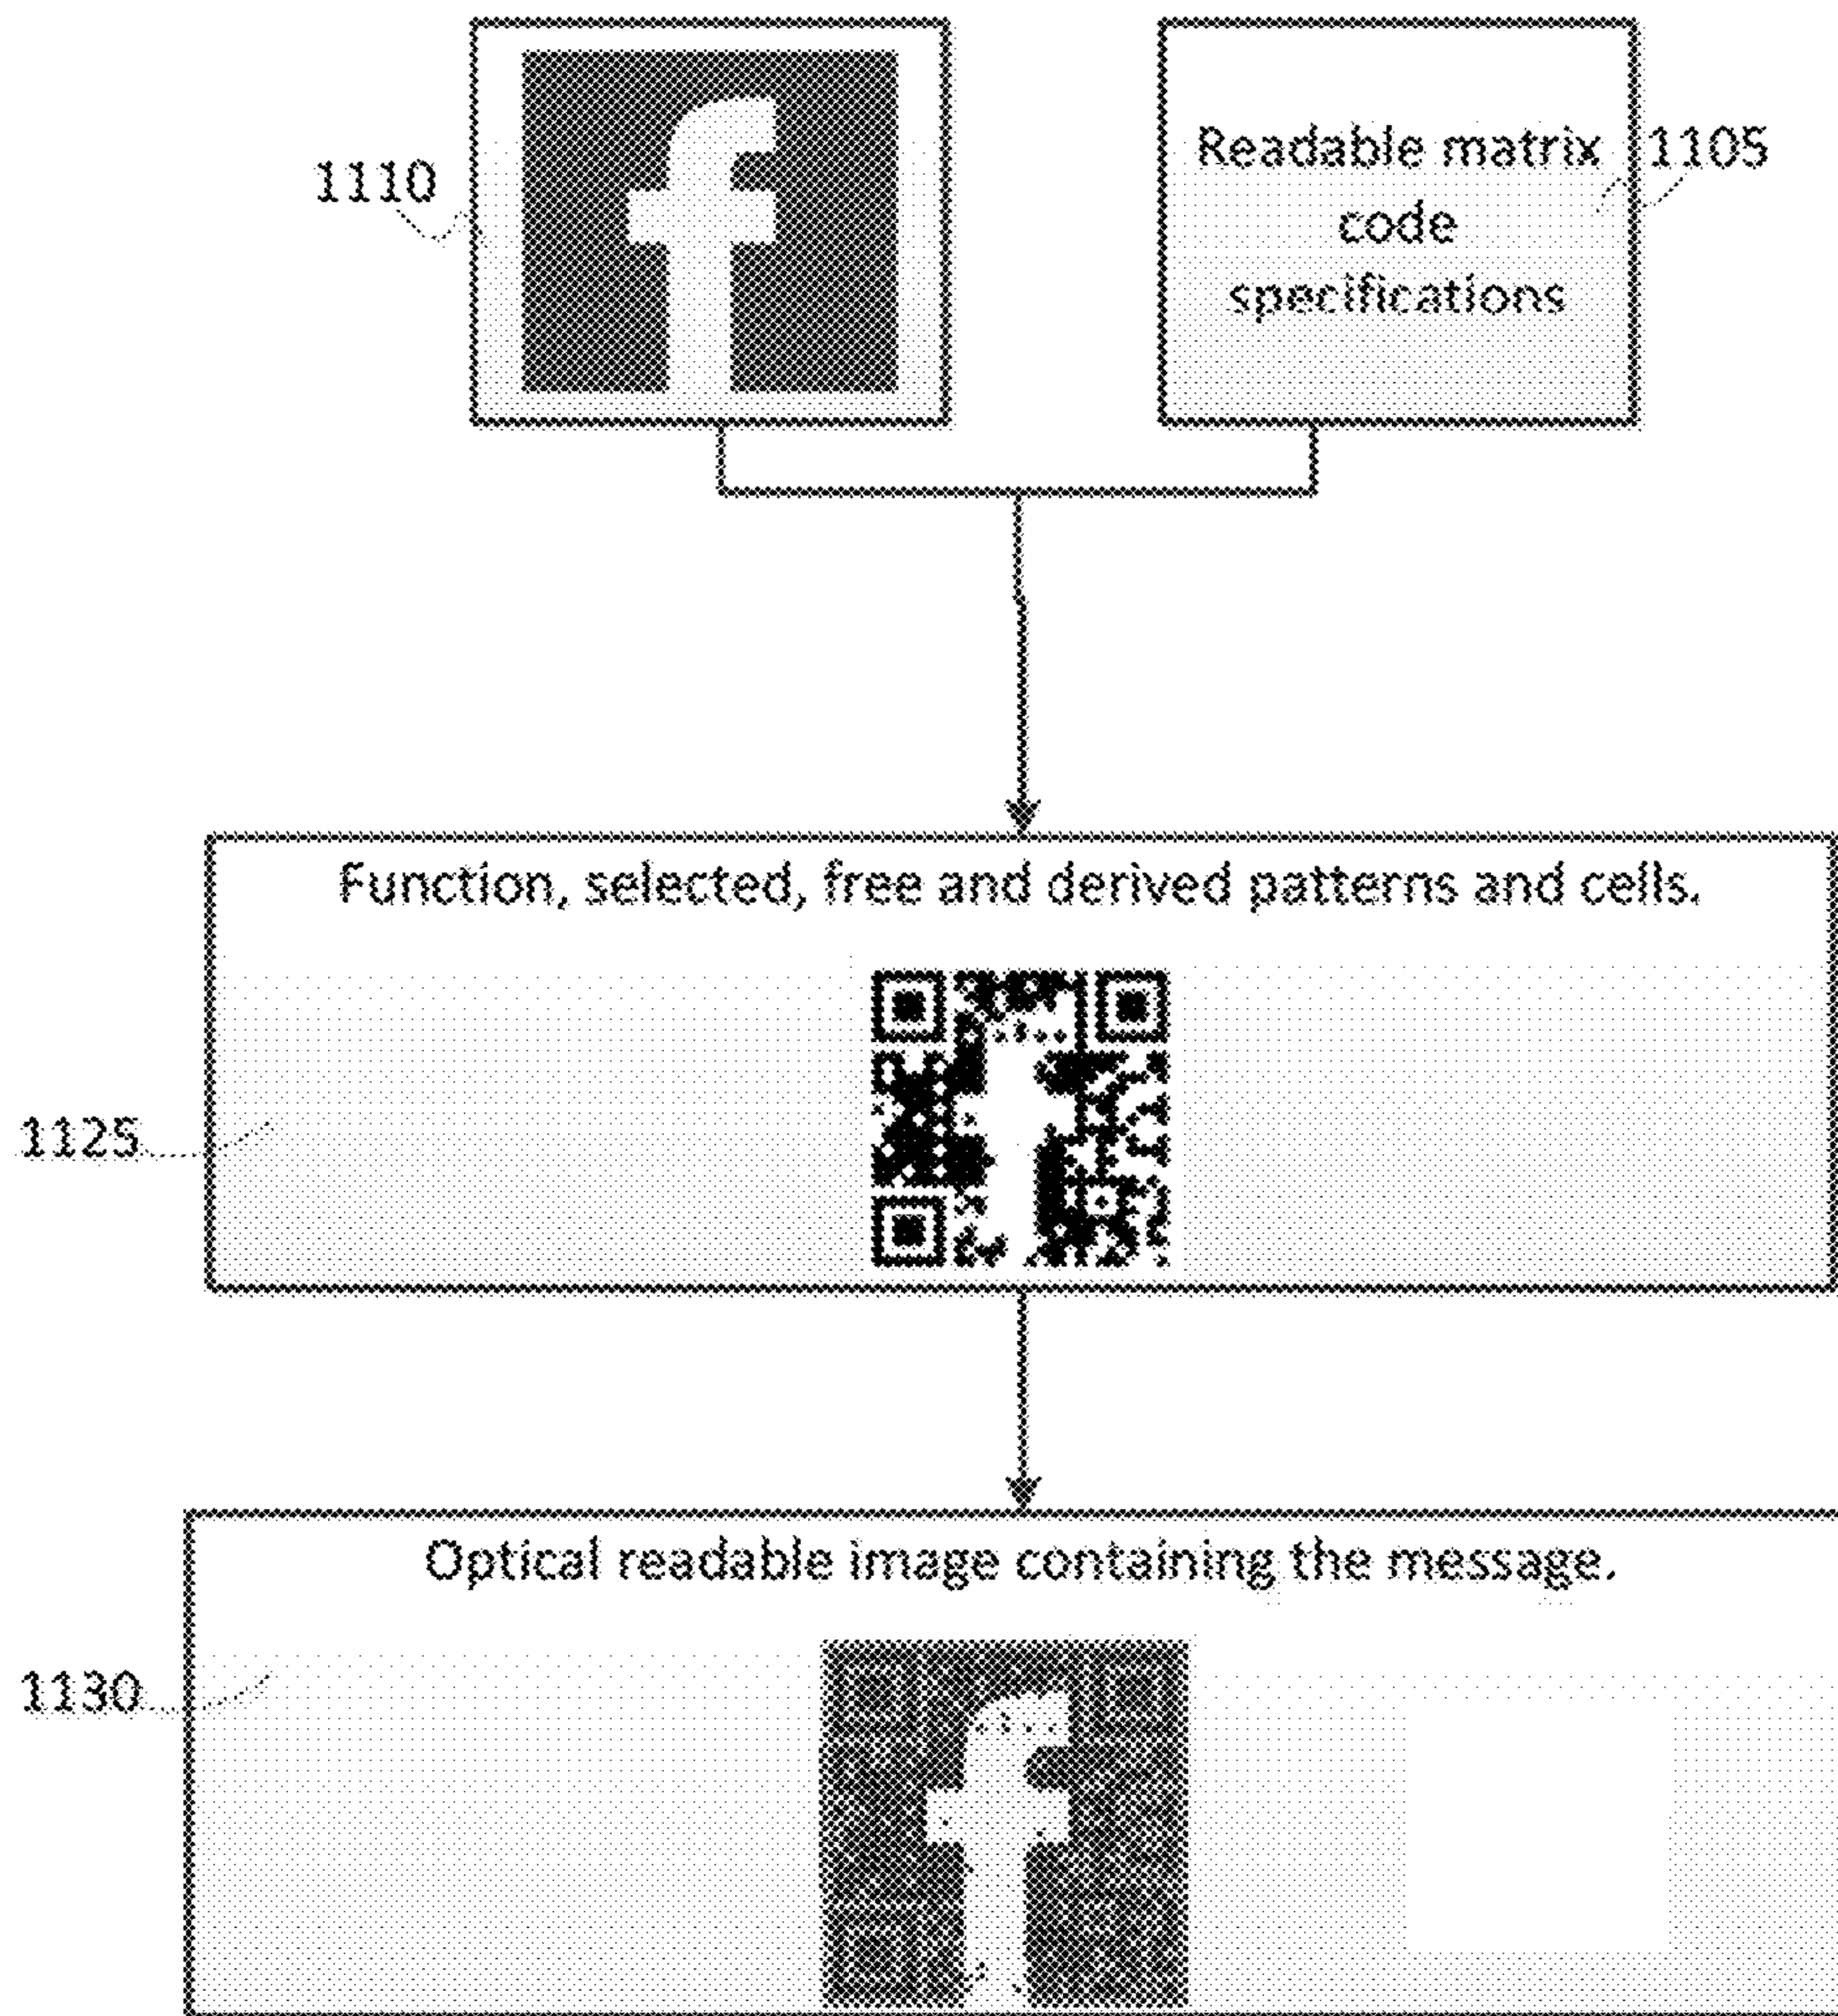 1110
f
Readable matrix
code
specifications
1105
Function, selected, free and derived patterns and cells.
1125
Optical readable image containing the message.
1130
f